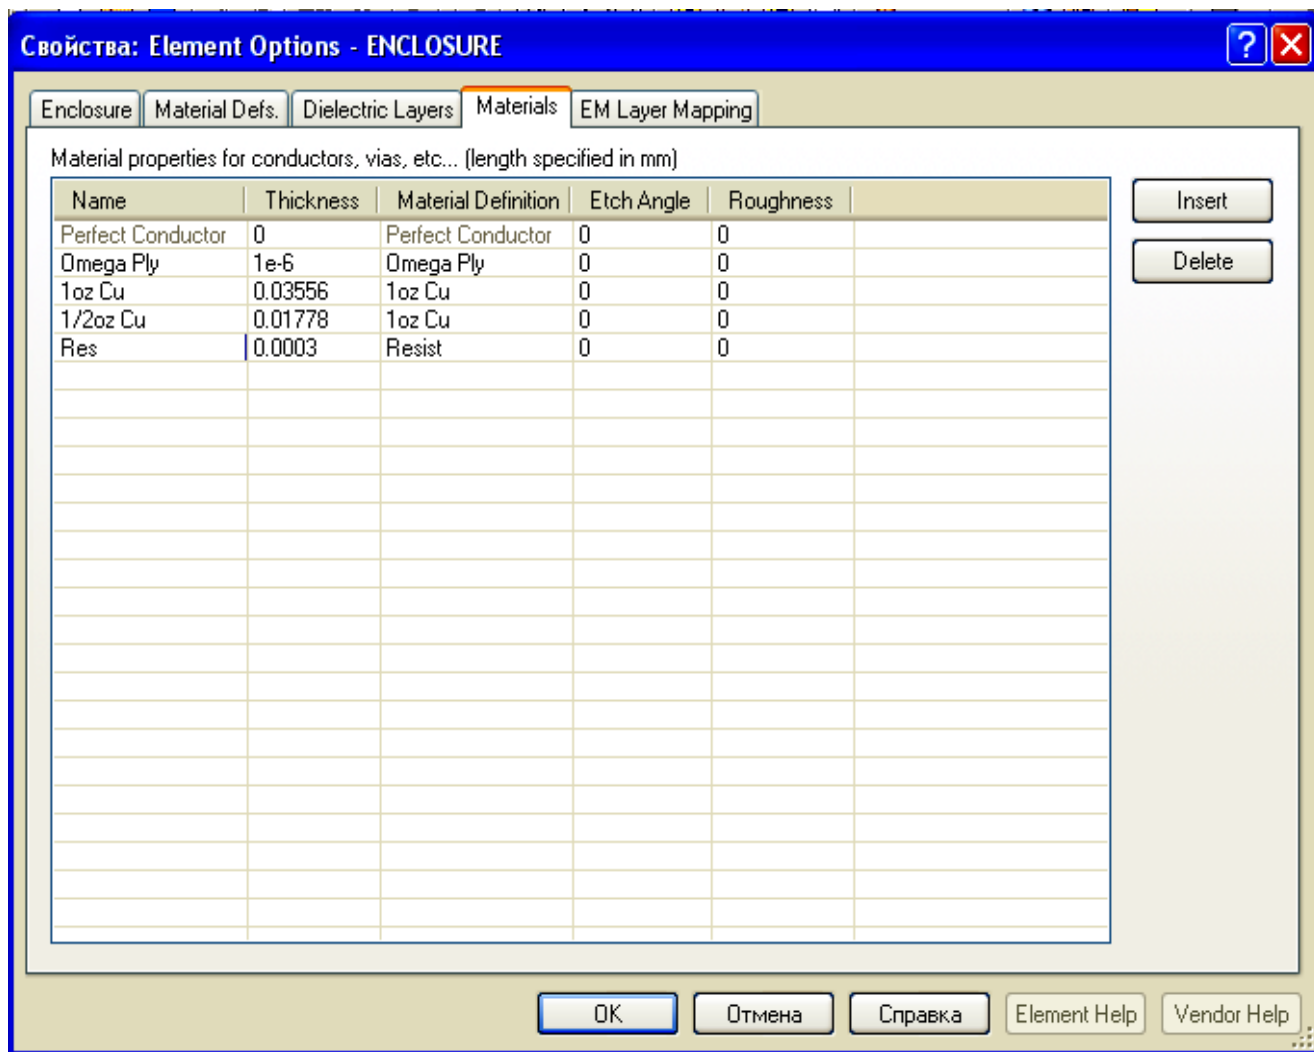 Свойства: Element Options - ENCLOSURE
Enclosure Material Defs. Dielectric Layers Materials EM Layer Mapping
Material properties for conductors, vias, etc... (length specified in mm)
Name Thickness Material Definition Etch Angle Roughness Insert
Perfect Conductor 0 Perfect Conductor 0 0
Omega Ply 1e-6 Omega Ply 0 0 Delete
1oz Cu 0.03556 1oz Cu 0 0
1/2oz Cu 0.01778 1oz Cu 0 0
Res 0.0003 Resist 0 0
OK Отмена Справка Element Help Vendor Help